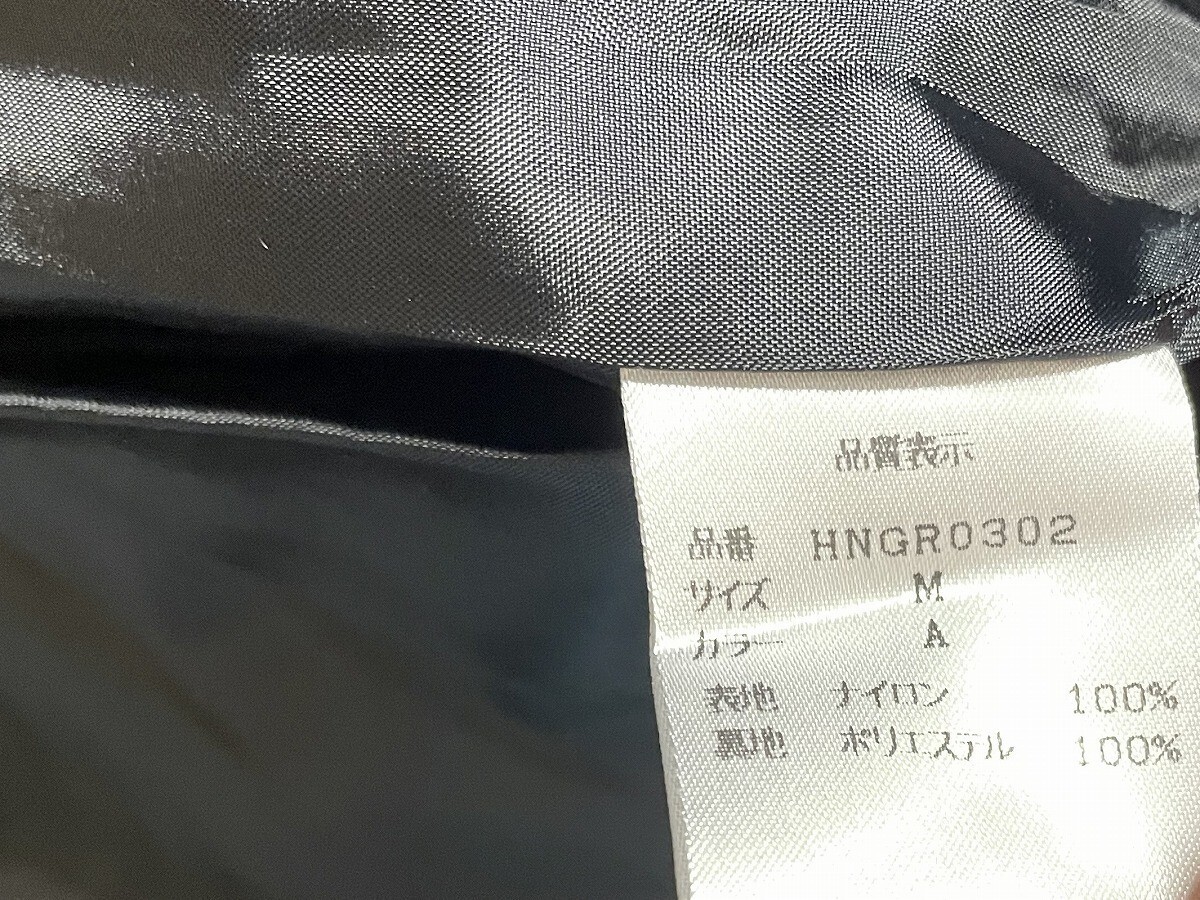 品質表示
品番 HNGR0302
サイズ M
カラー A
表地 ナイロン 100%
裏地 ポリエステル 100%